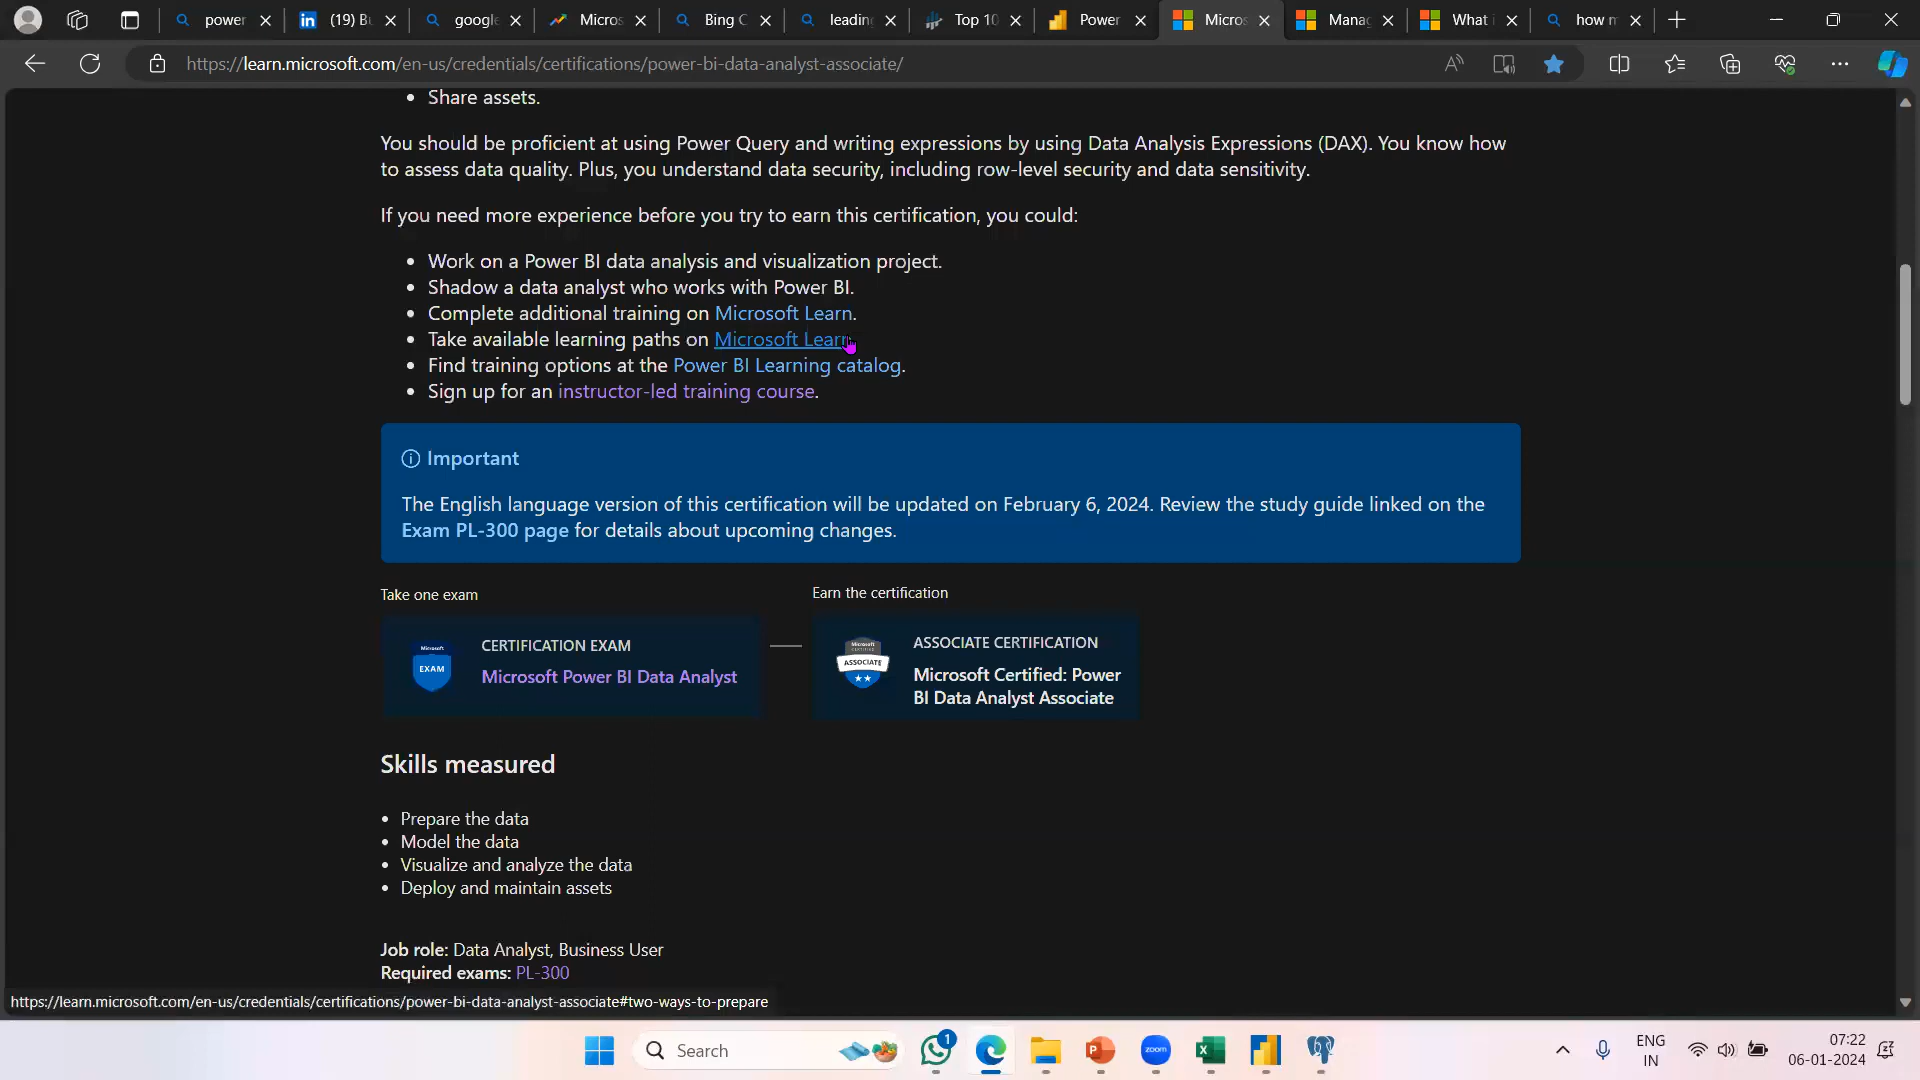 power
(19) Bu
google
Micros
Bing C
leading
Top 10
Power
Micros
Manag
What i
how m
https://learn.microsoft.com/en-us/credentials/certifications/power-bi-data-analyst-associate/
• Share assets.
You should be proficient at using Power Query and writing expressions by using Data Analysis Expressions (DAX). You know how
to assess data quality. Plus, you understand data security, including row-level security and data sensitivity.
If you need more experience before you try to earn this certification, you could:
• Work on a Power BI data analysis and visualization project.
• Shadow a data analyst who works with Power BI.
• Complete additional training on Microsoft Learn.
• Take available learning paths on Microsoft Learn
• Find training options at the Power BI Learning catalog.
• Sign up for an instructor-led training course.
Important
The English language version of this certification will be updated on February 6, 2024. Review the study guide linked on the
Exam PL-300 page for details about upcoming changes.
Take one exam
Earn the certification
Microsoft
EXAM
CERTIFICATION EXAM
Microsoft Power BI Data Analyst
Microsoft
CERTIFIED
ASSOCIATE
ASSOCIATE CERTIFICATION
Microsoft Certified: Power
BI Data Analyst Associate
Skills measured
• Prepare the data
• Model the data
• Visualize and analyze the data
• Deploy and maintain assets
Job role: Data Analyst, Business User
Required exams: PL-300
https://learn.microsoft.com/en-us/credentials/certifications/power-bi-data-analyst-associate#two-ways-to-prepare
Search
1
zoom
ENG
IN
07:22
06-01-2024